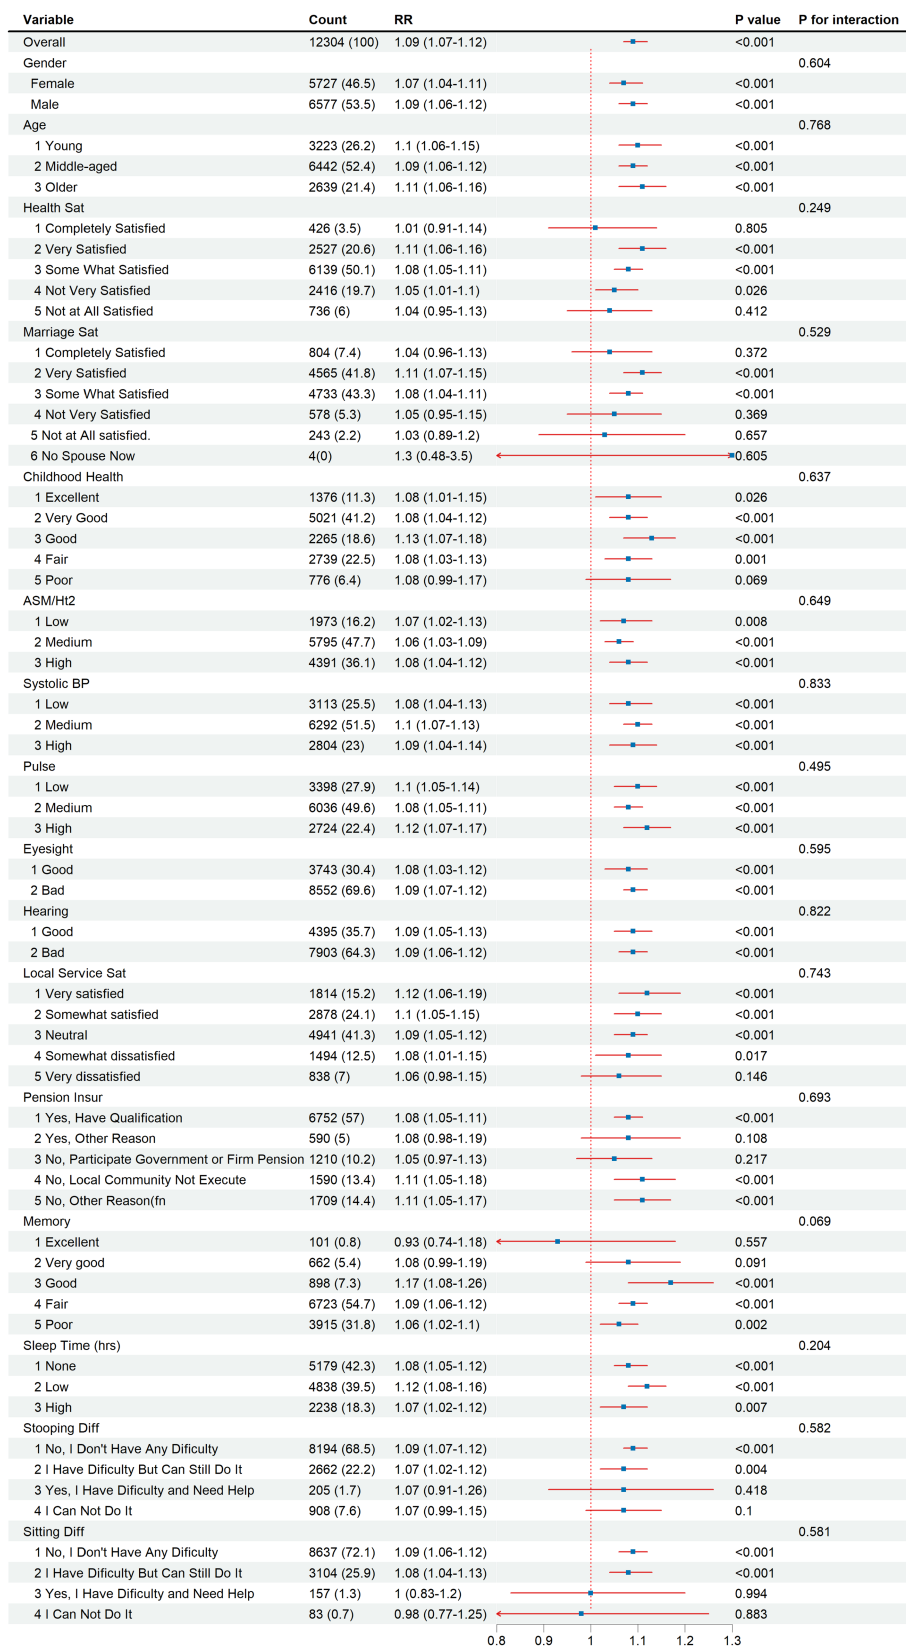 Variable Count RR P value P for interaction
Overall 12304 (100) 1.09 (1.07-1.12) <0.001
Gender 0.604
Female 5727 (46.5) 1.07 (1.04-1.11) <0.001
Male 6577 (53.5) 1.09 (1.06-1.12) <0.001
Age 0.768
1 Young 3223 (26.2) 1.1 (1.06-1.15) <0.001
2 Middle-aged 6442 (52.4) 1.09 (1.06-1.12) <0.001
3 Older 2639 (21.4) 1.11 (1.06-1.16) <0.001
Health Sat 0.249
1 Completely Satisfied 426 (3.5) 1.01 (0.91-1.14) 0.805
2 Very Satisfied 2527 (20.6) 1.11 (1.06-1.16) <0.001
3 Some What Satisfied 6139 (50.1) 1.08 (1.05-1.11) <0.001
4 Not Very Satisfied 2416 (19.7) 1.05 (1.01-1.1) 0.026
5 Not at All Satisfied 736 (6) 1.04 (0.95-1.13) 0.412
Marriage Sat 0.529
1 Completely Satisfied 804 (7.4) 1.04 (0.96-1.13) 0.372
2 Very Satisfied 4565 (41.8) 1.11 (1.07-1.15) <0.001
3 Some What Satisfied 4733 (43.3) 1.08 (1.04-1.11) <0.001
4 Not Very Satisfied 578 (5.3) 1.05 (0.95-1.15) 0.369
5 Not at All satisfied. 243 (2.2) 1.03 (0.89-1.2) 0.657
6 No Spouse Now 4(0) 1.3 (0.48-3.5) 0.605
Childhood Health 0.637
1 Excellent 1376 (11.3) 1.08 (1.01-1.15) 0.026
2 Very Good 5021 (41.2) 1.08 (1.04-1.12) <0.001
3 Good 2265 (18.6) 1.13 (1.07-1.18) <0.001
4 Fair 2739 (22.5) 1.08 (1.03-1.13) 0.001
5 Poor 776 (6.4) 1.08 (0.99-1.17) 0.069
ASM/Ht2 0.649
1 Low 1973 (16.2) 1.07 (1.02-1.13) 0.008
2 Medium 5795 (47.7) 1.06 (1.03-1.09) <0.001
3 High 4391 (36.1) 1.08 (1.04-1.12) <0.001
Systolic BP 0.833
1 Low 3113 (25.5) 1.08 (1.04-1.13) <0.001
2 Medium 6292 (51.5) 1.1 (1.07-1.13) <0.001
3 High 2804 (23) 1.09 (1.04-1.14) <0.001
Pulse 0.495
1 Low 3398 (27.9) 1.1 (1.05-1.14) <0.001
2 Medium 6036 (49.6) 1.08 (1.05-1.11) <0.001
3 High 2724 (22.4) 1.12 (1.07-1.17) <0.001
Eyesight 0.595
1 Good 3743 (30.4) 1.08 (1.03-1.12) <0.001
2 Bad 8552 (69.6) 1.09 (1.07-1.12) <0.001
Hearing 0.822
1 Good 4395 (35.7) 1.09 (1.05-1.13) <0.001
2 Bad 7903 (64.3) 1.09 (1.06-1.12) <0.001
Local Service Sat 0.743
1 Very satisfied 1814 (15.2) 1.12 (1.06-1.19) <0.001
2 Somewhat satisfied 2878 (24.1) 1.1 (1.05-1.15) <0.001
3 Neutral 4941 (41.3) 1.09 (1.05-1.12) <0.001
4 Somewhat dissatisfied 1494 (12.5) 1.08 (1.01-1.15) 0.017
5 Very dissatisfied 838 (7) 1.06 (0.98-1.15) 0.146
Pension Insur 0.693
1 Yes, Have Qualification 6752 (57) 1.08 (1.05-1.11) <0.001
2 Yes, Other Reason 590 (5) 1.08 (0.98-1.19) 0.108
3 No, Participate Government or Firm Pension 1210 (10.2) 1.05 (0.97-1.13) 0.217
4 No, Local Community Not Execute 1590 (13.4) 1.11 (1.05-1.18) <0.001
5 No, Other Reason(fn 1709 (14.4) 1.11 (1.05-1.17) <0.001
Memory 0.069
1 Excellent 101 (0.8) 0.93 (0.74-1.18) 0.557
2 Very good 662 (5.4) 1.08 (0.99-1.19) 0.091
3 Good 898 (7.3) 1.17 (1.08-1.26) <0.001
4 Fair 6723 (54.7) 1.09 (1.06-1.12) <0.001
5 Poor 3915 (31.8) 1.06 (1.02-1.1) 0.002
Sleep Time (hrs) 0.204
1 None 5179 (42.3) 1.08 (1.05-1.12) <0.001
2 Low 4838 (39.5) 1.12 (1.08-1.16) <0.001
3 High 2238 (18.3) 1.07 (1.02-1.12) 0.007
Stooping Diff 0.582
1 No, I Don't Have Any Dificulty 8194 (68.5) 1.09 (1.07-1.12) <0.001
2 I Have Dificulty But Can Still Do It 2662 (22.2) 1.07 (1.02-1.12) 0.004
3 Yes, I Have Dificulty and Need Help 205 (1.7) 1.07 (0.91-1.26) 0.418
4 I Can Not Do It 908 (7.6) 1.07 (0.99-1.15) 0.1
Sitting Diff 0.581
1 No, I Don't Have Any Dificulty 8637 (72.1) 1.09 (1.06-1.12) <0.001
2 I Have Dificulty But Can Still Do It 3104 (25.9) 1.08 (1.04-1.13) <0.001
3 Yes, I Have Dificulty and Need Help 157 (1.3) 1 (0.83-1.2) 0.994
4 I Can Not Do It 83 (0.7) 0.98 (0.77-1.25) 0.883
0.8 0.9 1 1.1 1.2 1.3